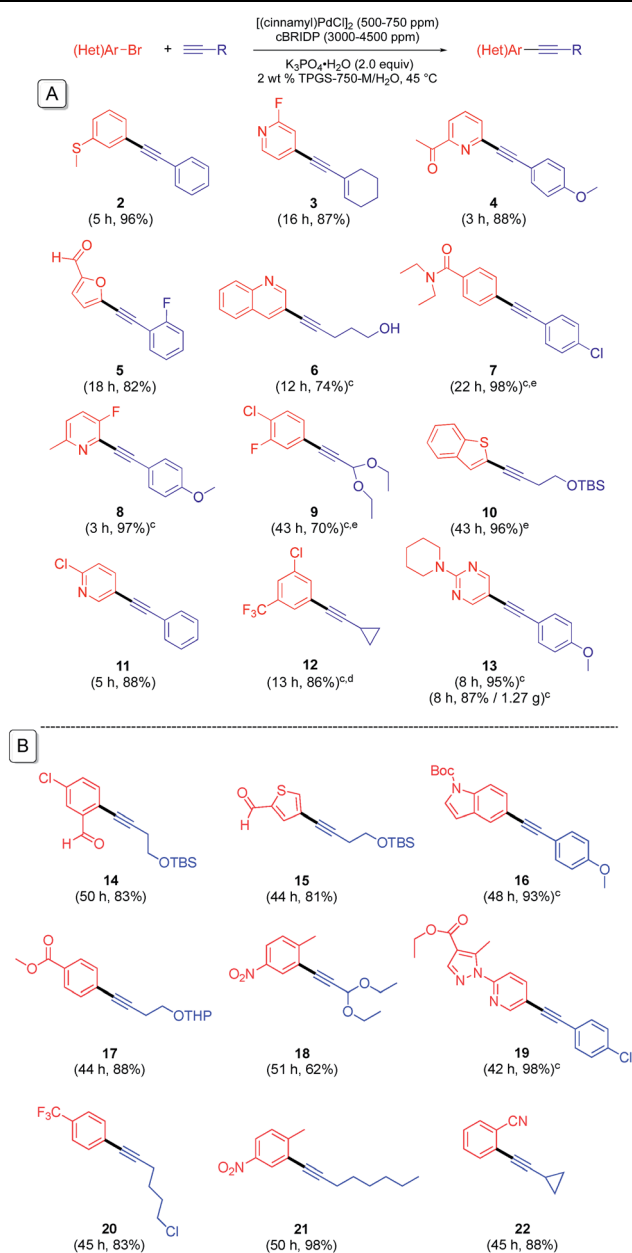 [(cinnamyl)PdCl]2 (500-750 ppm)
cBRIDP (3000-4500 ppm)
(Het)Ar–Br + R (Het)Ar R
K3PO4•H2O (2.0 equiv)
2 wt % TPGS-750-M/H2O, 45 °C
A
S F N O N O
2 3 4
(5 h, 96%) (16 h, 87%) (3 h, 88%)
H O O F N OH O N Cl
5 6 7
(18 h, 82%) (12 h, 74%)c (22 h, 98%)c,e
F N O Cl F O O S OTBS
8 9 10
(3 h, 97%)c (43 h, 70%)c,e (43 h, 96%)e
Cl N Cl F3C N N N O
11 12 13
(5 h, 88%) (13 h, 86%)c,d (8 h, 95%)c
(8 h, 87% / 1.27 g)c
B
Cl H O OTBS O H S OTBS Boc N O
14 15 16
(50 h, 83%) (44 h, 81%) (48 h, 93%)c
O O OTHP O2N O O O O N N N Cl
17 18 19
(44 h, 88%) (51 h, 62%) (42 h, 98%)c
F3C Cl O2N CN
20 21 22
(45 h, 83%) (50 h, 98%) (45 h, 88%)